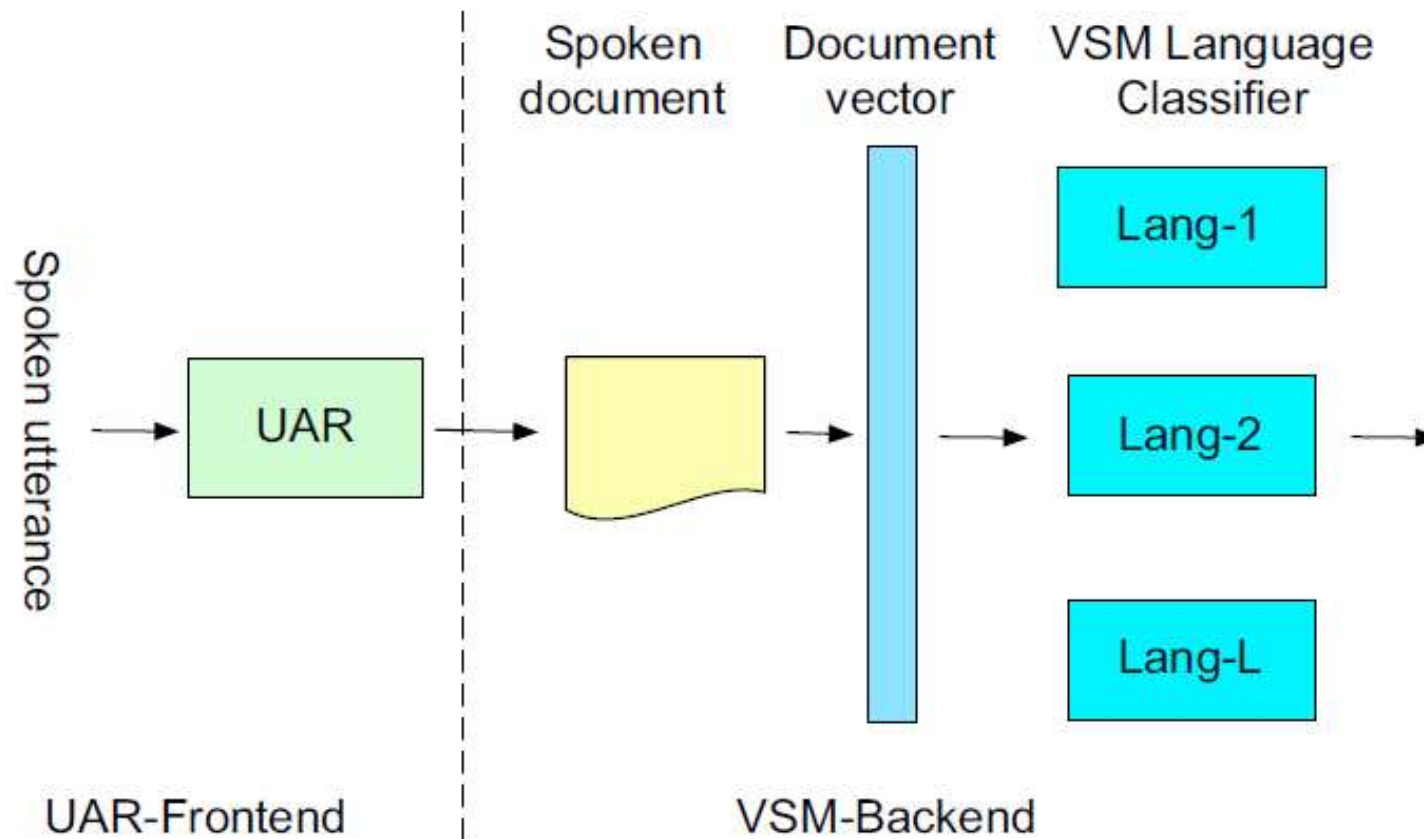 Spoken
document
Document
vector
VSM Language
Classifier
Spoken utterance
UAR
Lang-1
Lang-2
Lang-L
UAR-Frontend
VSM-Backend